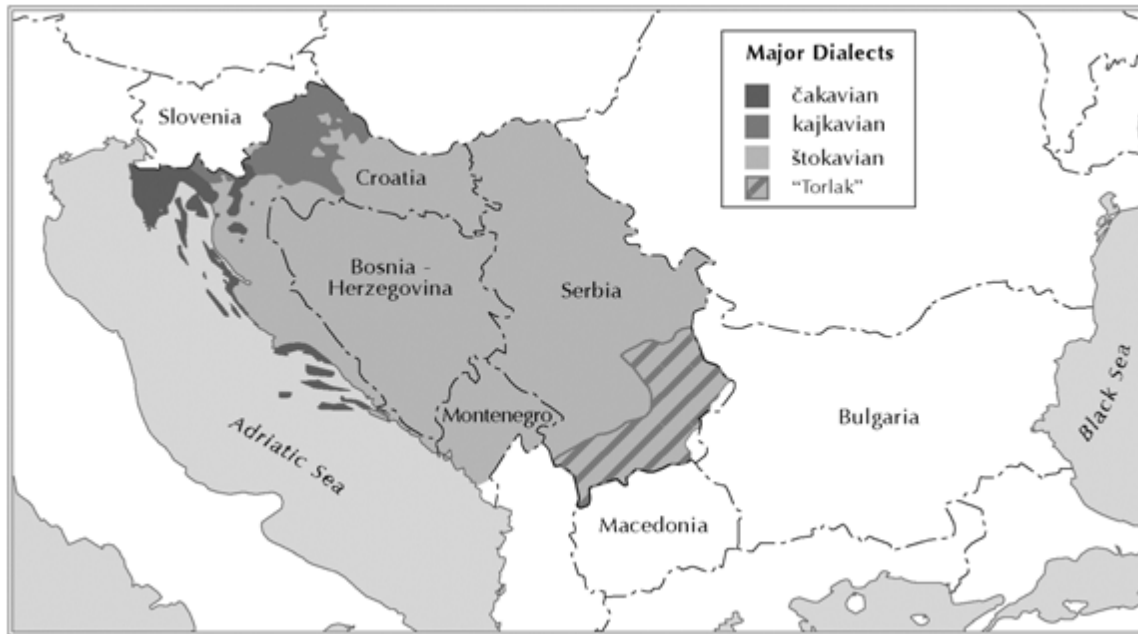 Major Dialects
čakavian
kajkavian
štokavian
"Torlak"
Slovenia
Croatia
Bosnia -
Herzegovina
Serbia
Montenegro
Bulgaria
Macedonia
Adriatic Sea
Black Sea